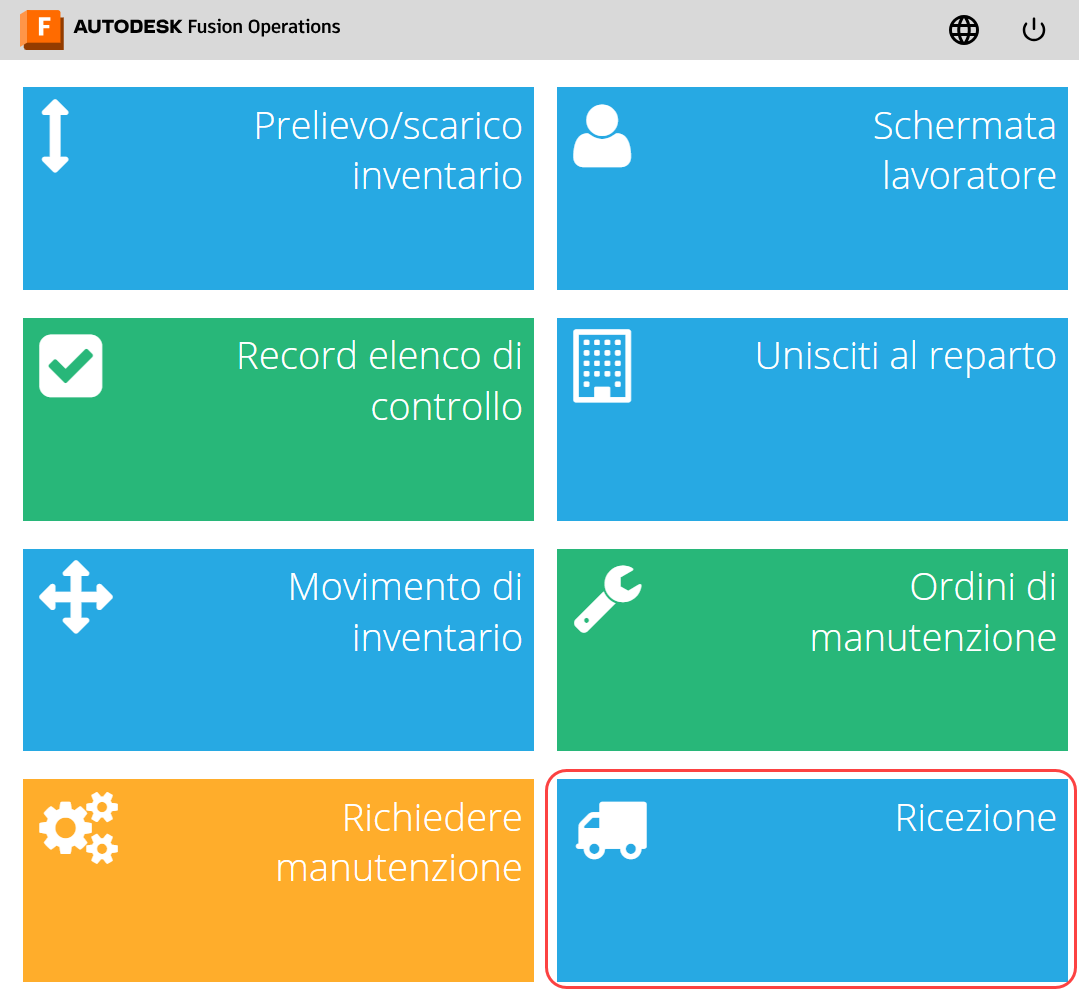 AUTODESK Fusion Operations
Prelievo/scarico
inventario
Schermata
lavoratore
Record elenco di
controllo
Unisciti al reparto
Movimento di
inventario
Ordini di
manutenzione
Richiedere
manutenzione
Ricezione